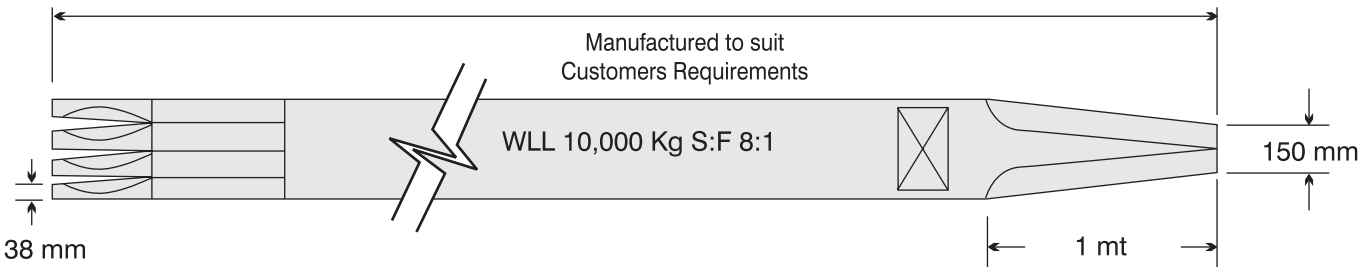 Manufactured to suit
Customers Requirements
WLL 10,000 Kg S:F 8:1
150 mm
38 mm
1 mt